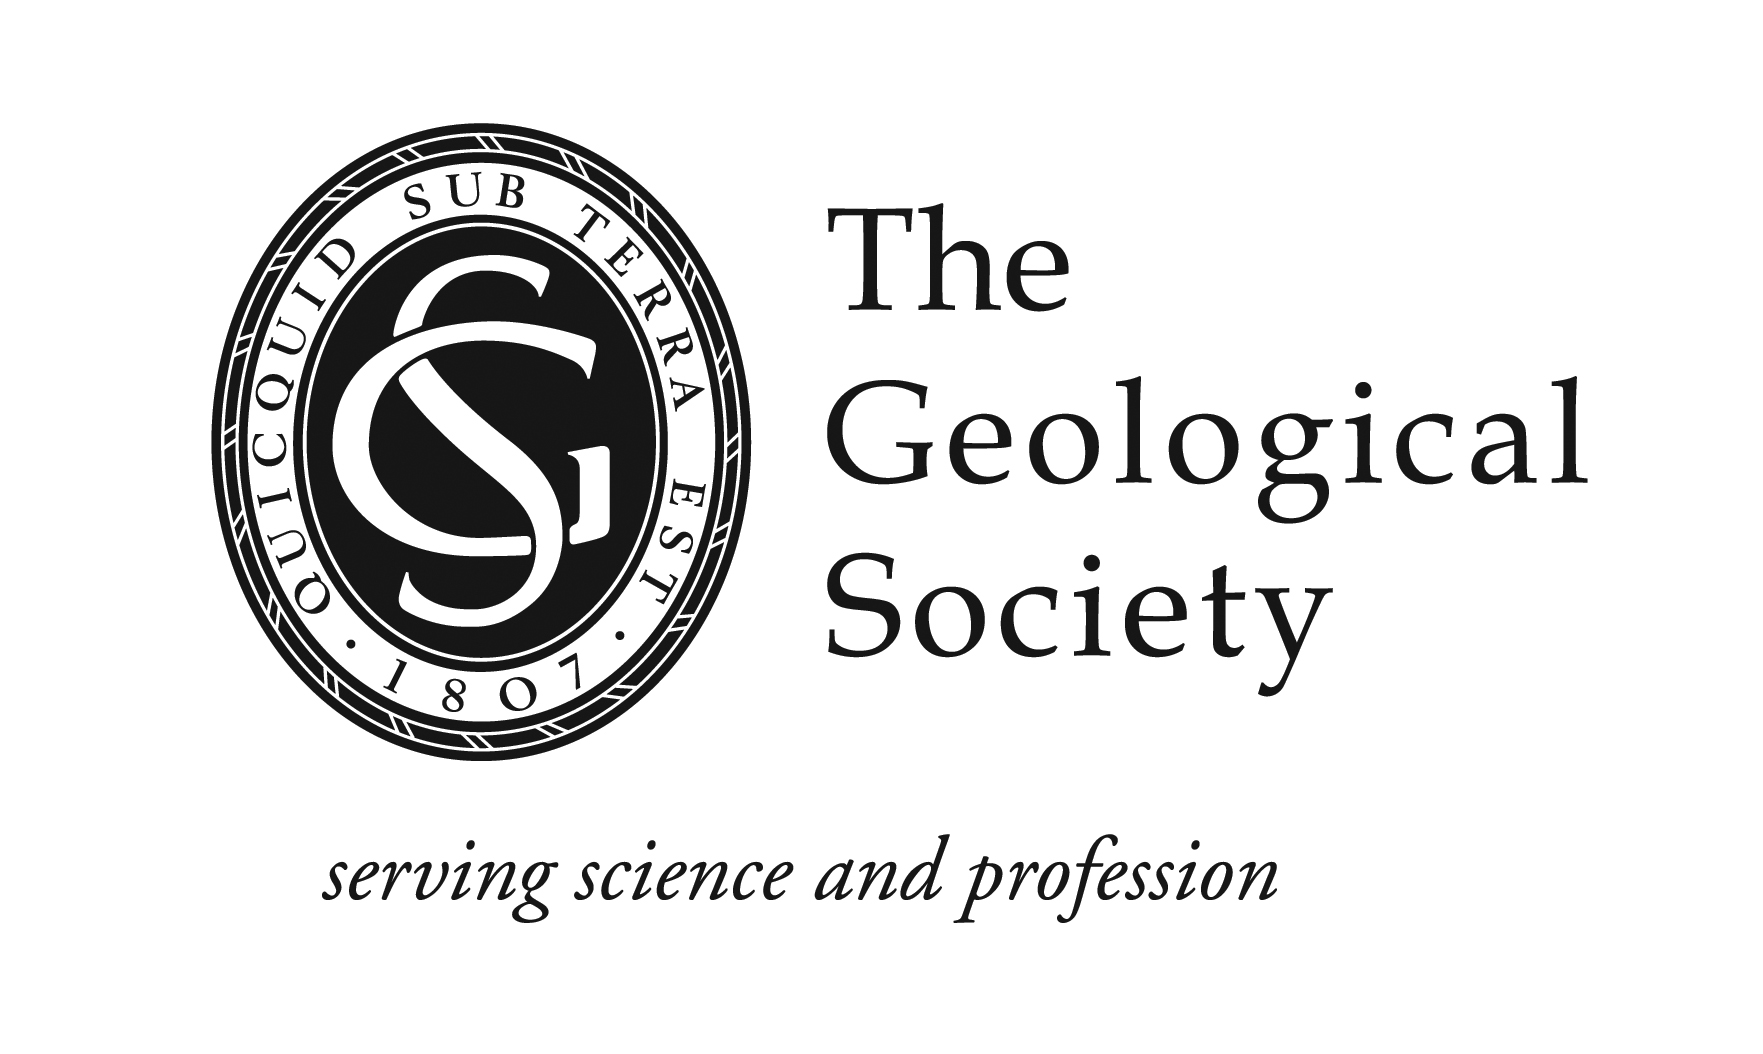 QUICQUID SUB TERRA EST
· 1807 ·
GS
The
Geological
Society
serving science and profession